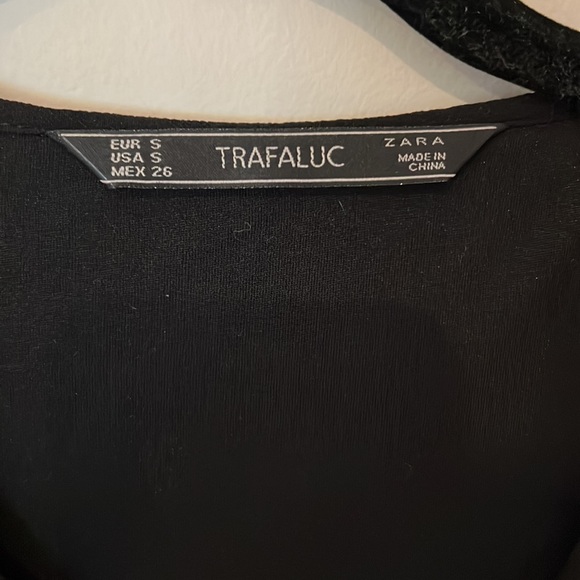 EUR S
USA S
MEX 26
TRAFALUC
ZARA
MADE IN
CHINA